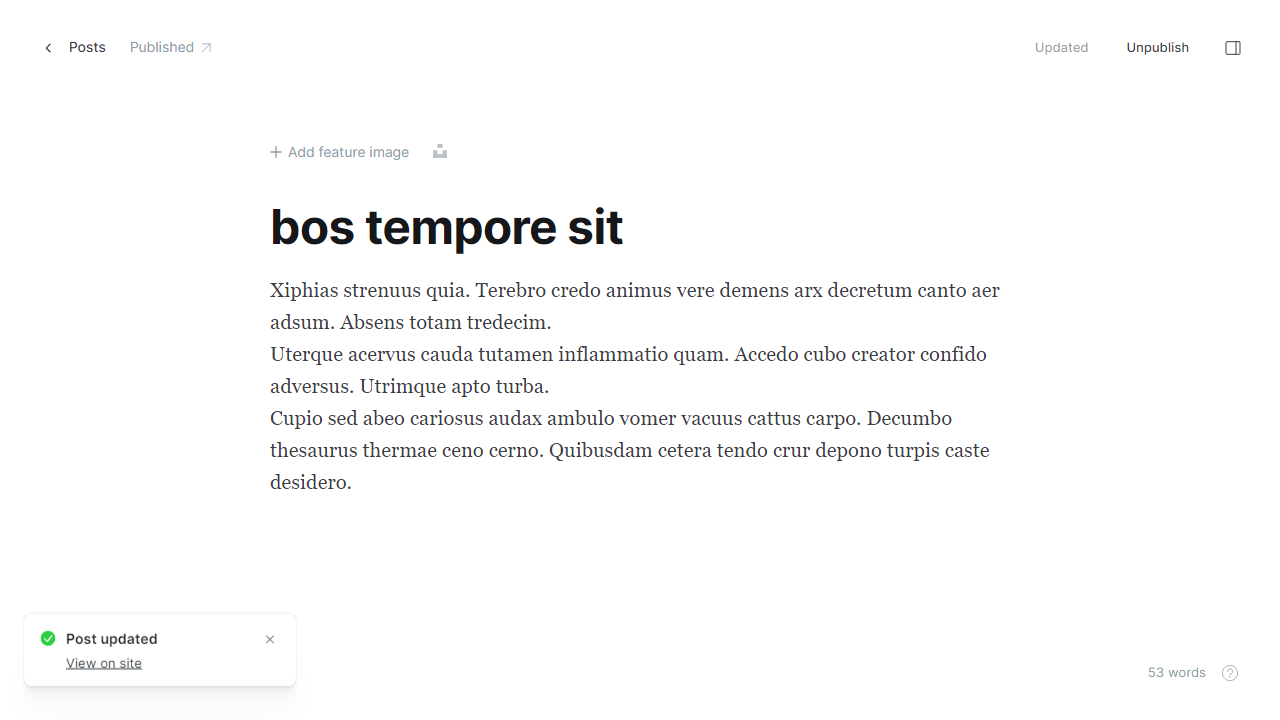 Posts
Published
Updated
Unpublish
Add feature image
bos tempore sit
Xiphias strenuus quia. Terebro credo animus vere demens arx decretum canto aer
adsum. Absens totam tredecim.
Uterque acervus cauda tutamen inflammatio quam. Accedo cubo creator confido
adversus. Utrimque apto turba.
Cupio sed abeo cariosus audax ambulo vomer vacuus cattus carpo. Decumbo
thesaurus thermae ceno cerno. Quibusdam cetera tendo crur depono turpis caste
desidero.
Post updated
View on site
53 words